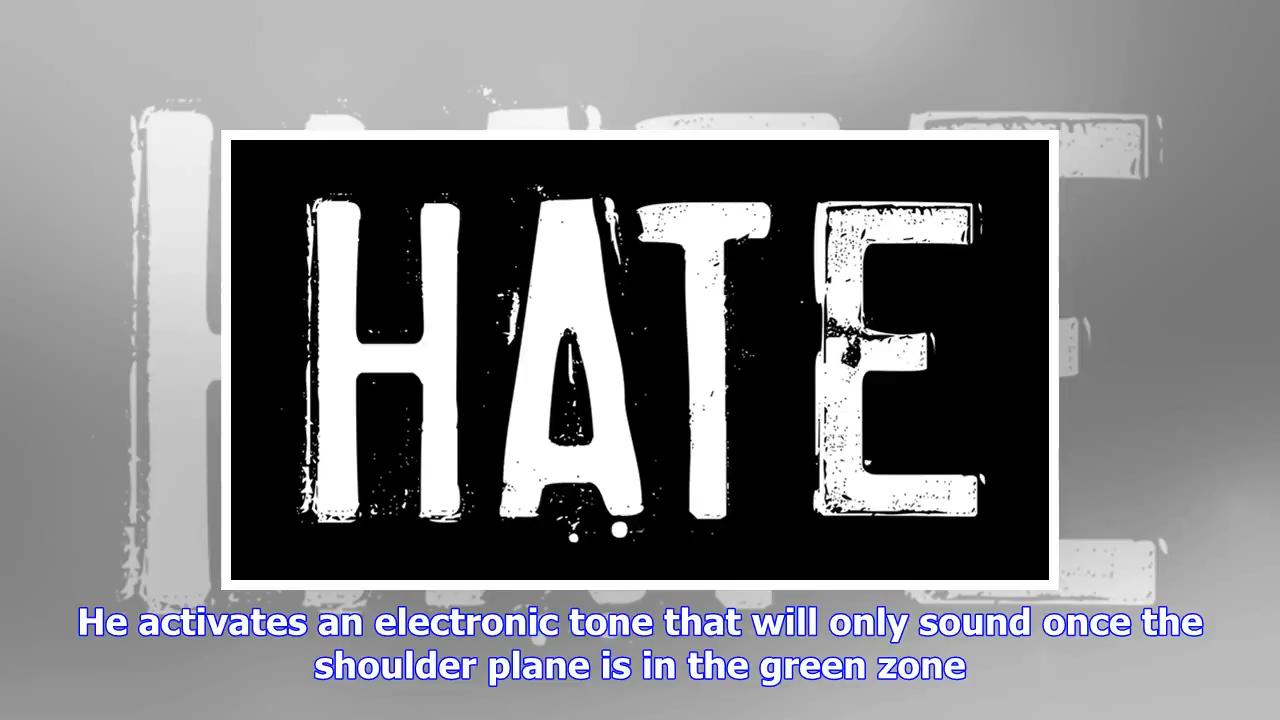 HATE
He activates an electronic tone that will only sound once the
shoulder plane is in the green zone